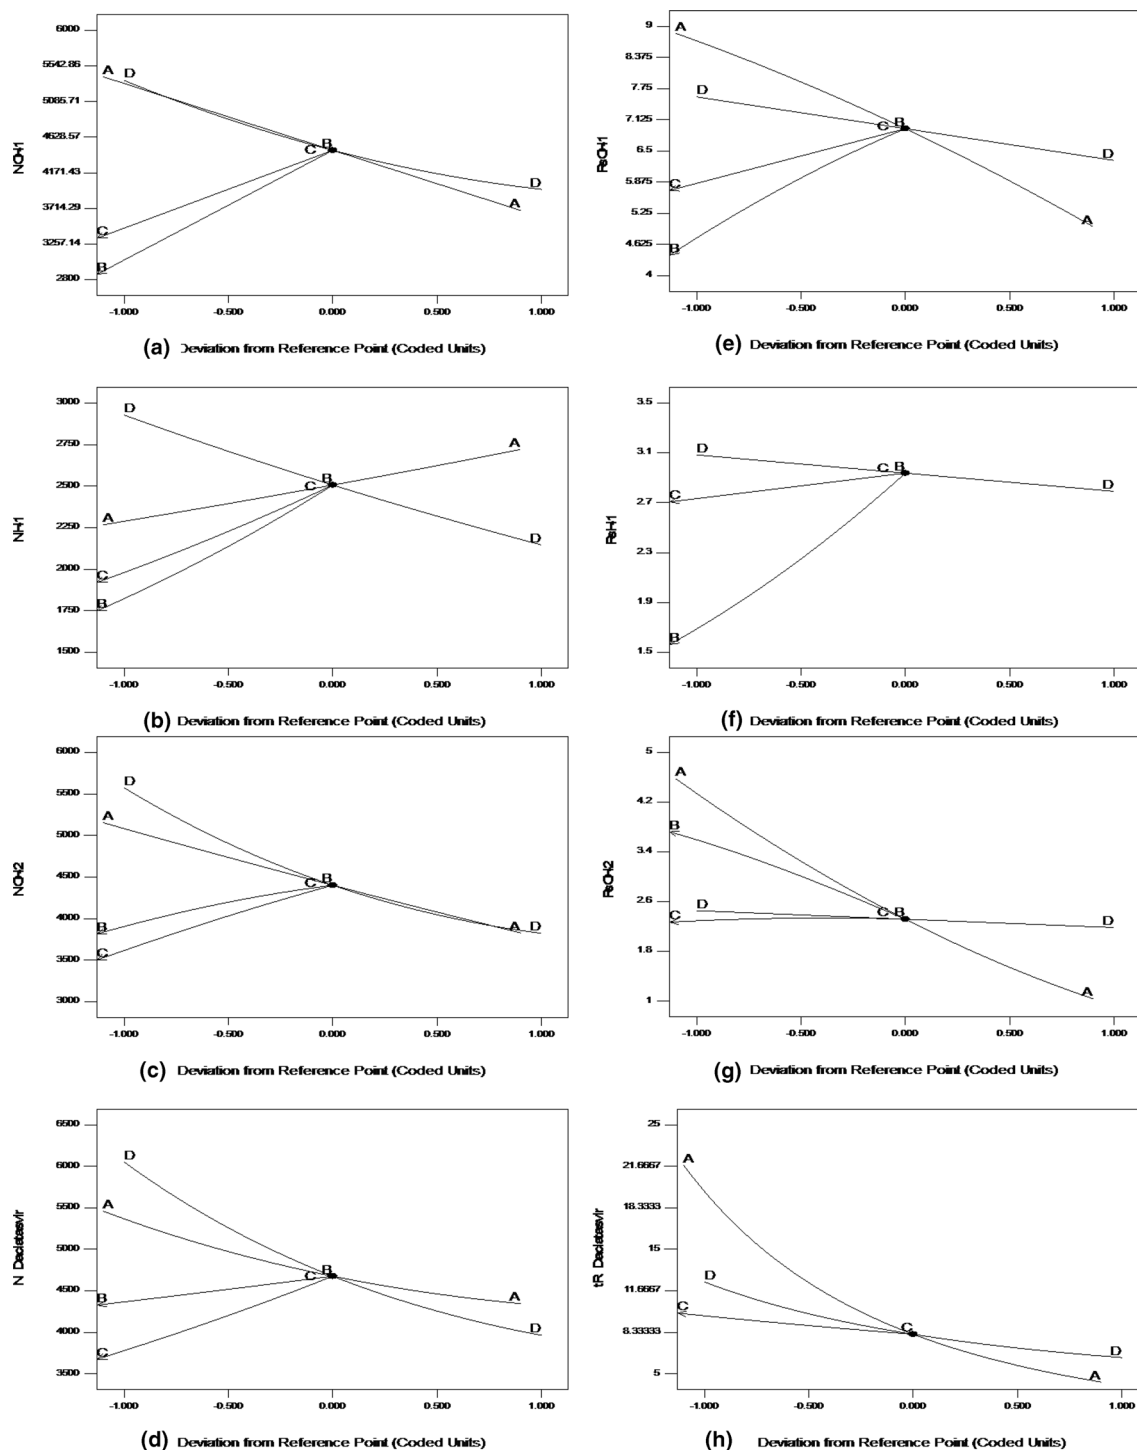 6000
5542.86
5085.71
4628.57
4171.43
3714.29
3257.14
2800
A
D
B
C
D
A
C
B
-1.000
-0.500
0.000
0.500
1.000
(a) Deviation from Reference Point (Coded Units)
9
8.375
7.75
7.125
6.5
5.875
5.25
4.625
4
A
D
C
B
D
C
A
B
-1.000
-0.500
0.000
0.500
1.000
(e) Deviation from Reference Point (Coded Units)
NH1
3000
2750
2500
2250
2000
1750
1500
D
A
B
C
A
D
C
B
-1.000
-0.500
0.000
0.500
1.000
(b) Deviation from Reference Point (Coded Units)
RsH1
3.5
3.1
2.7
2.3
1.9
1.5
D
C
B
C
D
B
-1.000
-0.500
0.000
0.500
1.000
(f) Deviation from Reference Point (Coded Units)
6000
5500
5000
4500
4000
3500
3000
D
A
B
C
B
A
D
C
-1.000
-0.500
0.000
0.500
1.000
(c) Deviation from Reference Point (Coded Units)
5
4.2
3.4
2.6
1.8
1
A
B
D
C
B
C
D
A
-1.000
-0.500
0.000
0.500
1.000
(g) Deviation from Reference Point (Coded Units)
N Daclatasvir
6500
6000
5500
5000
4500
4000
3500
D
A
B
C
B
A
D
C
-1.000
-0.500
0.000
0.500
1.000
(d) Deviation from Reference Point (Coded Units)
tR Daclatasvir
25
21.6667
18.3333
15
11.6667
8.33333
5
A
D
C
C
D
A
-1.000
-0.500
0.000
0.500
1.000
(h) Deviation from Reference Point (Coded Units)